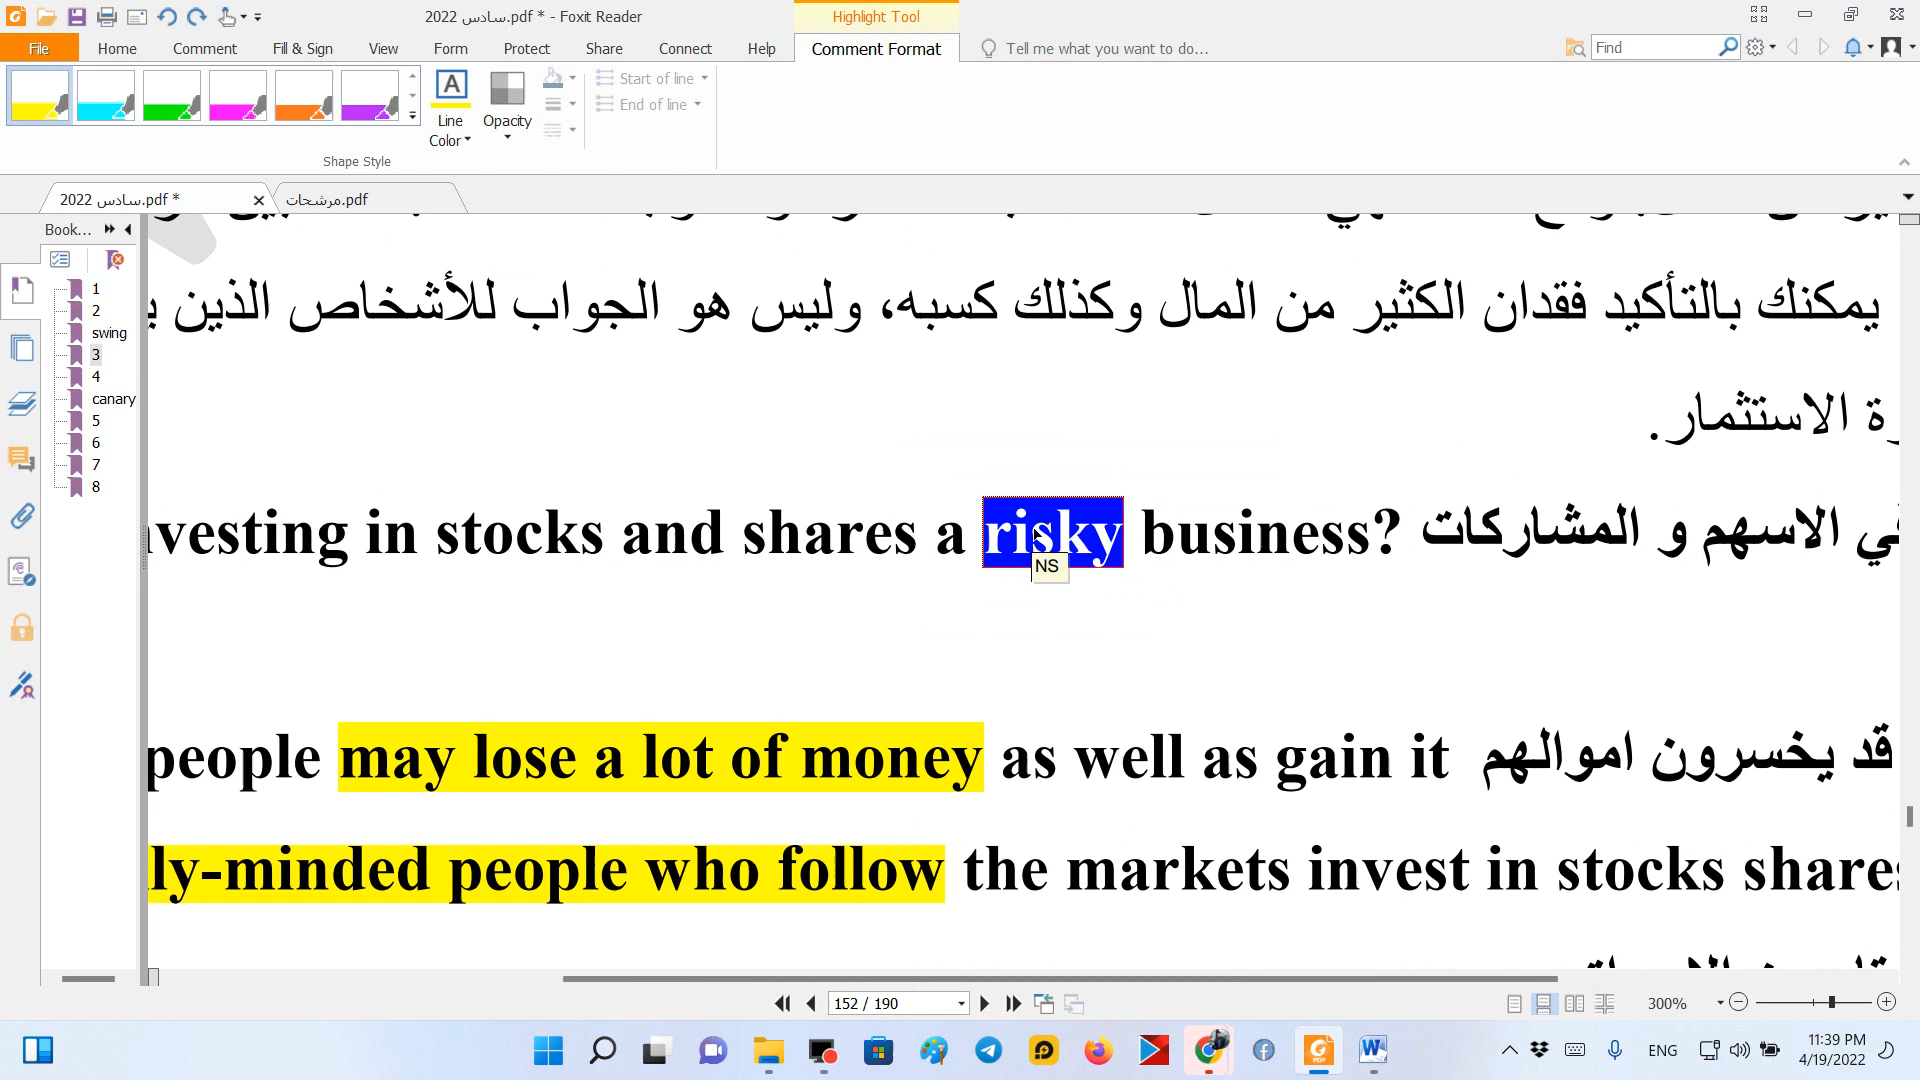 2022 سادس.pdf * - Foxit Reader
Highlight Tool
File Home Comment Fill & Sign View Form Protect Share Connect Help Comment Format Tell me what you want to do... Find
Line Color
Opacity
Start of line
End of line
Shape Style
2022 سادس.pdf *
مرشحات.pdf
Book...
1
2
swing
3
4
canary
5
6
7
8
يمكنك بالتأكيد فقدان الكثير من المال وكذلك كسبه، وليس هو الجواب للأشخاص الذين
الاستثمار.
nvesting in stocks and shares a risky business? في الاسهم و المشاركات
NS
people may lose a lot of money as well as gain it قد يخسرون اموالهم
ly-minded people who follow the markets invest in stocks shares
152 / 190
300%
ENG
11:39 PM
4/19/2022